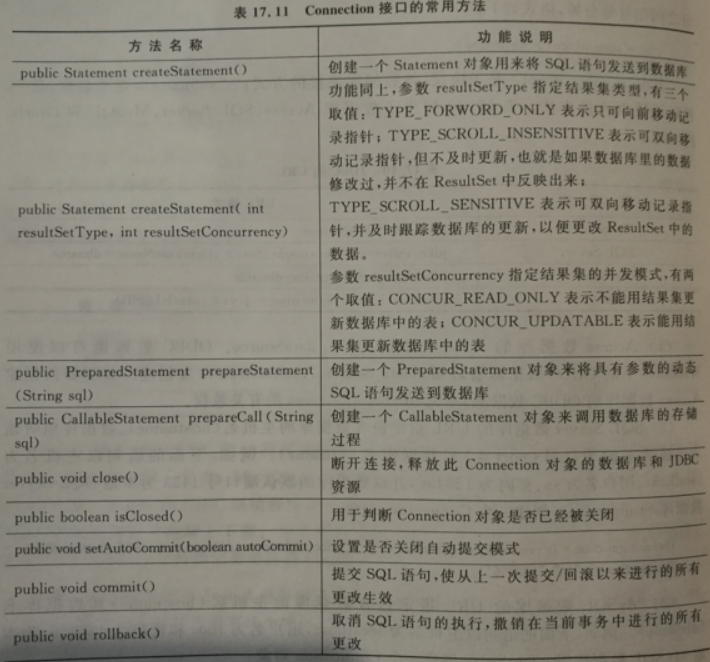 表 17.11 Connection 接口的常用方法
方法名称
功能说明
public Statement createStatement()
创建一个 Statement 对象用来将 SQL 语句发送到数据库
public Statement createStatement( int
resultSetType, int resultSetConcurrency)
功能同上,参数 resultSetType 指定结果集类型,有三个
取值: TYPE_FORWORD_ONLY 表示只可向前移动记
录指针; TYPE_SCROLL_INSENSITIVE 表示可双向移
动记录指针,但不及时更新,也就是如果数据库里的数据
修改过,并不在 ResultSet 中反映出来;
TYPE_SCROLL_SENSITIVE 表示可双向移动记录指
针,并及时跟踪数据库的更新,以便更改 ResultSet 中的
数据。
参数 resultSetConcurrency 指定结果集的并发模式,有两
个取值: CONCUR_READ_ONLY 表示不能用结果集更
新数据库中的表; CONCUR_UPDATABLE 表示能用结
果集更新数据库中的表
public PreparedStatement prepareStatement
(String sql)
创建一个 PreparedStatement 对象来将具有参数的动态
SQL 语句发送到数据库
public CallableStatement prepareCall (String
sql)
创建一个 CallableStatement 对象来调用数据库的存储
过程
public void close()
断开连接,释放此 Connection 对象的数据库和 JDBC
资源
public boolean isClosed()
用于判断 Connection 对象是否已经被关闭
public void setAutoCommit(boolean autoCommit)
设置是否关闭自动提交模式
public void commit()
提交 SQL 语句,使从上一次提交/回滚以来进行的所有
更改生效
public void rollback()
取消 SQL 语句的执行,撤销在当前事务中进行的所有
更改